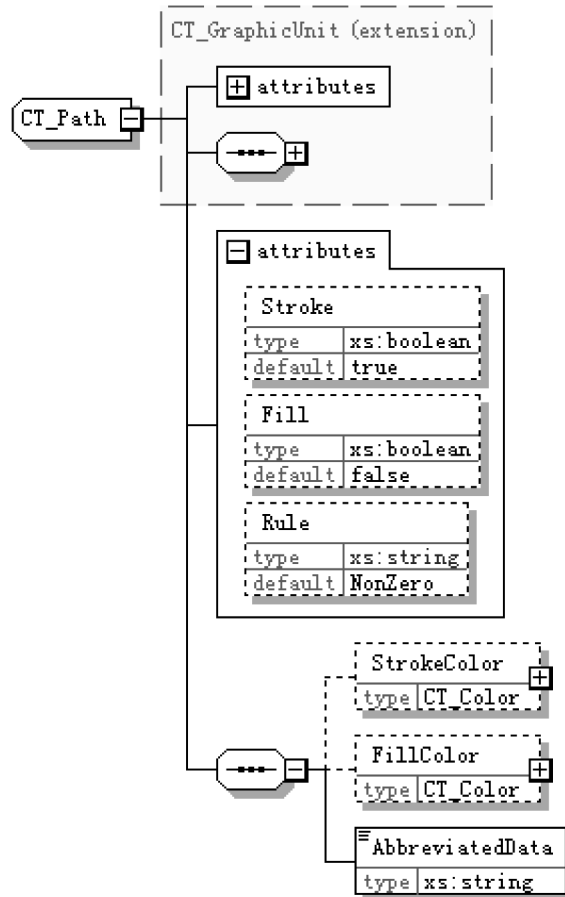 CT_GraphicUnit (extension)
attributes
CT_Path
attributes
Stroke
type xs:boolean
default true
Fill
type xs:boolean
default false
Rule
type xs:string
default NonZero
StrokeColor
type CT_Color
FillColor
type CT_Color
AbbreviatedData
type xs:string